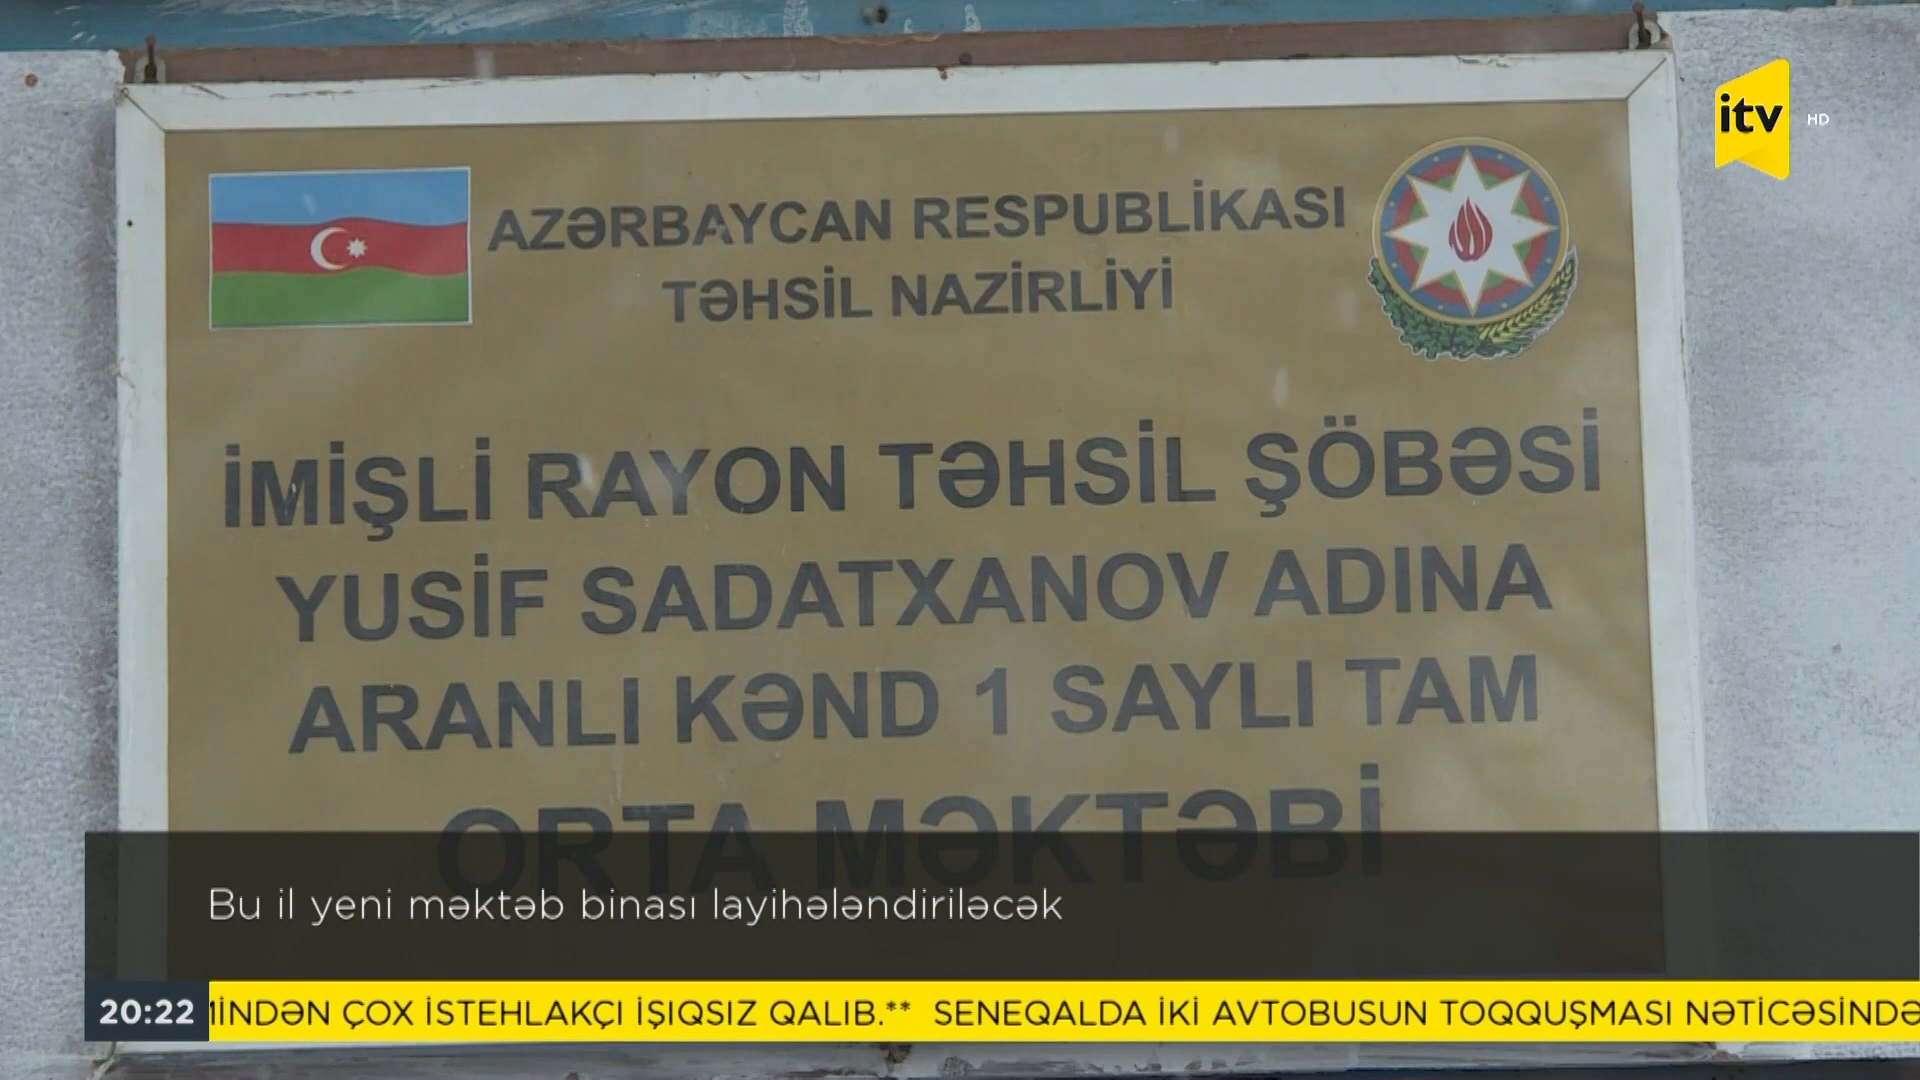 itv HD
AZƏRBAYCAN RESPUBLİKASI
TƏHSİL NAZİRLİYİ
İMİŞLİ RAYON TƏHSİL ŞÖBƏSİ
YUSİF SADATXANOV ADINA
ARANLI KƏND 1 SAYLI TAM
ORTA MƏKTƏBİ
Bu il yeni məktəb binası layihələndiriləcək
20:22 MİNDƏN ÇOX İSTEHLAKÇI İŞIQSIZ QALIB.** SENEQALDA İKİ AVTOBUSUN TOQQUŞMASI NƏTİCƏSİNDƏ